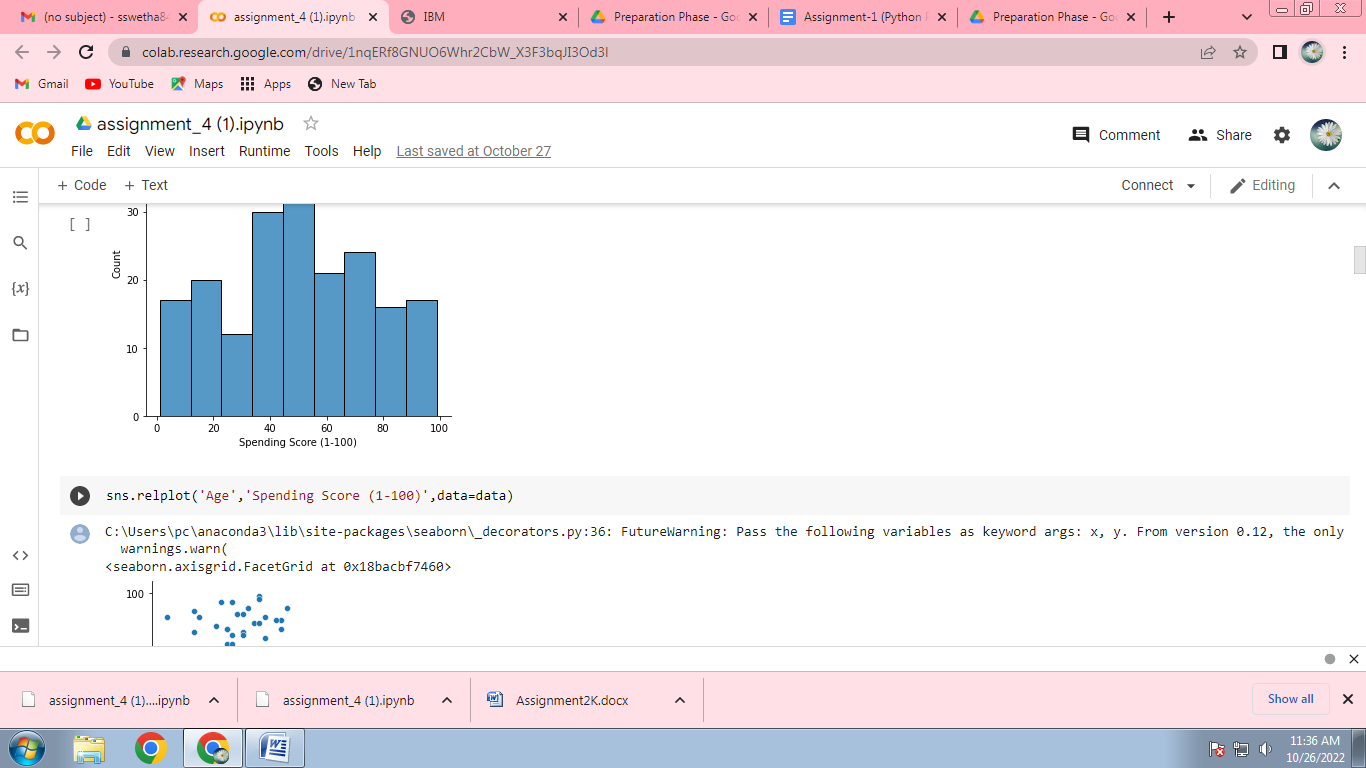 (no subject) - sswetha84
assignment_4 (1).ipynb
IBM
Preparation Phase - Goo
Assignment-1 (Python P
Preparation Phase - Goo
colab.research.google.com/drive/1nqERf8GNUO6Whr2CbW_X3F3bqJI3Od3I
Gmail
YouTube
Maps
Apps
New Tab
CO
assignment_4 (1).ipynb
File Edit View Insert Runtime Tools Help Last saved at October 27
Comment
Share
+ Code + Text
Connect
Editing
[ ]
{x}
30
20
10
0
Count
0 20 40 60 80 100
Spending Score (1-100)
sns.relplot('Age','Spending Score (1-100)',data=data)
C:\Users\pc\anaconda3\lib\site-packages\seaborn\_decorators.py:36: FutureWarning: Pass the following variables as keyword args: x, y. From version 0.12, the only
warnings.warn(
<seaborn.axisgrid.FacetGrid at 0x18bacbf7460>
100
assignment_4 (1)....ipynb
assignment_4 (1).ipynb
Assignment2K.docx
Show all
11:36 AM
10/26/2022